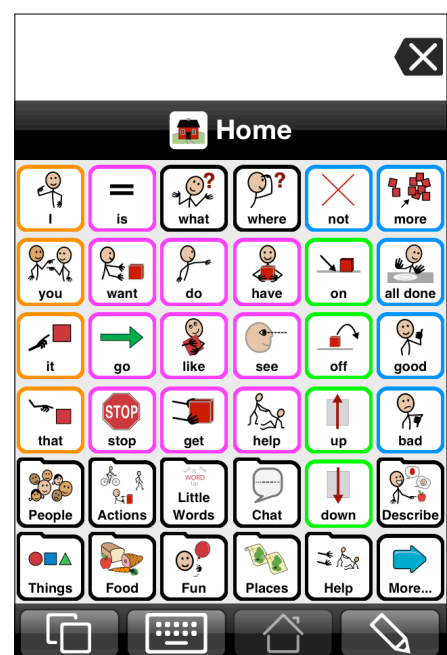 Home
I is what where not more
you want do have on all done
it go like see off good
that STOP stop get help up bad
People Actions WORD Little Words Chat down Describe
Things Food Fun Places Help More...